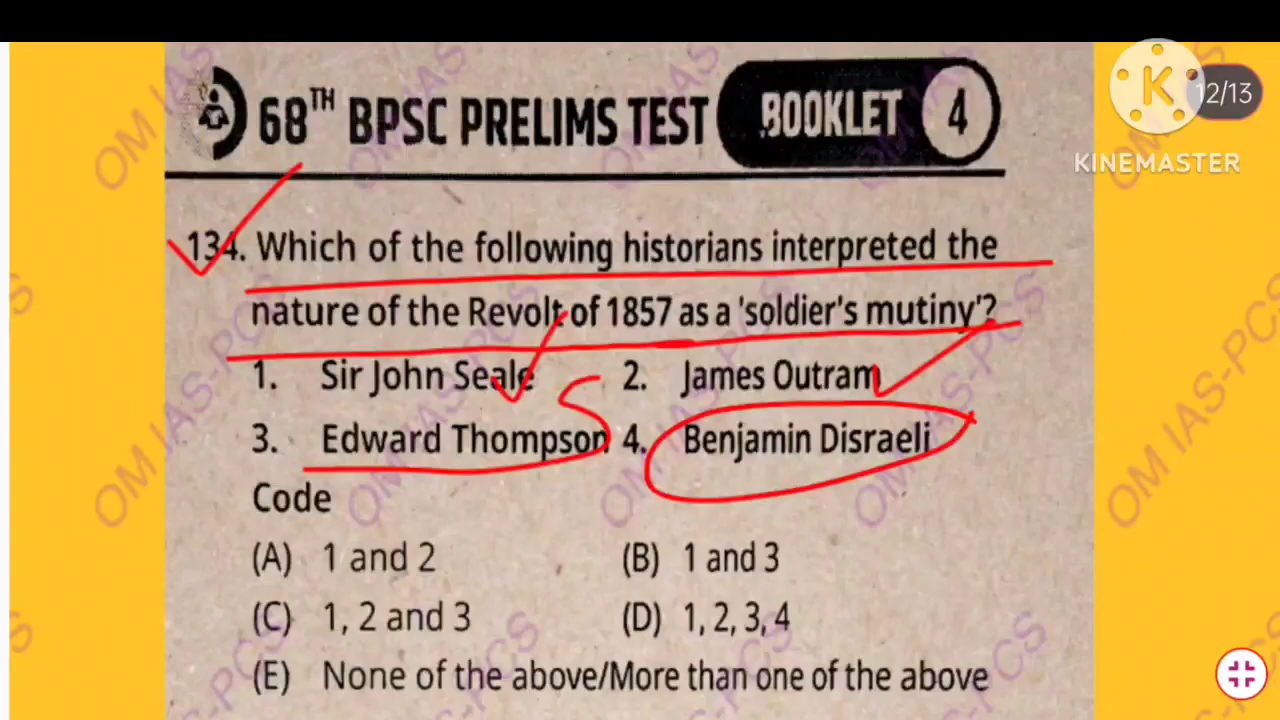 68TH BPSC PRELIMS TEST BOOKLET 4
12/13
K
KINEMASTER
134. Which of the following historians interpreted the
nature of the Revolt of 1857 as a 'soldier's mutiny'?
1. Sir John Seale 2. James Outram
3. Edward Thompson 4. Benjamin Disraeli
Code
(A) 1 and 2 (B) 1 and 3
(C) 1, 2 and 3 (D) 1, 2, 3, 4
(E) None of the above/More than one of the above
OM IAS-PCS